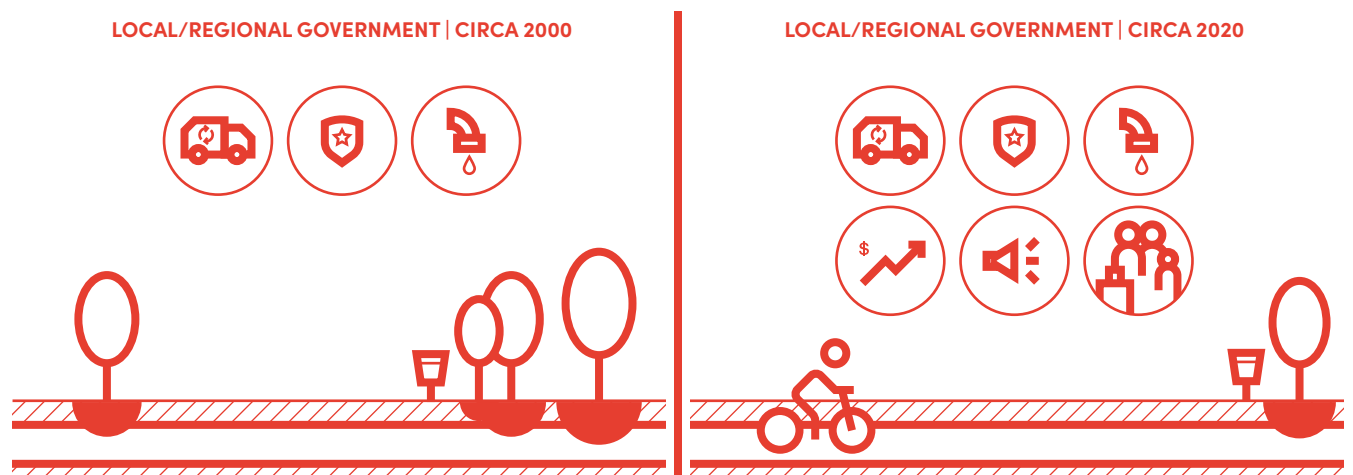 LOCAL/REGIONAL GOVERNMENT | CIRCA 2000
LOCAL/REGIONAL GOVERNMENT | CIRCA 2020
$